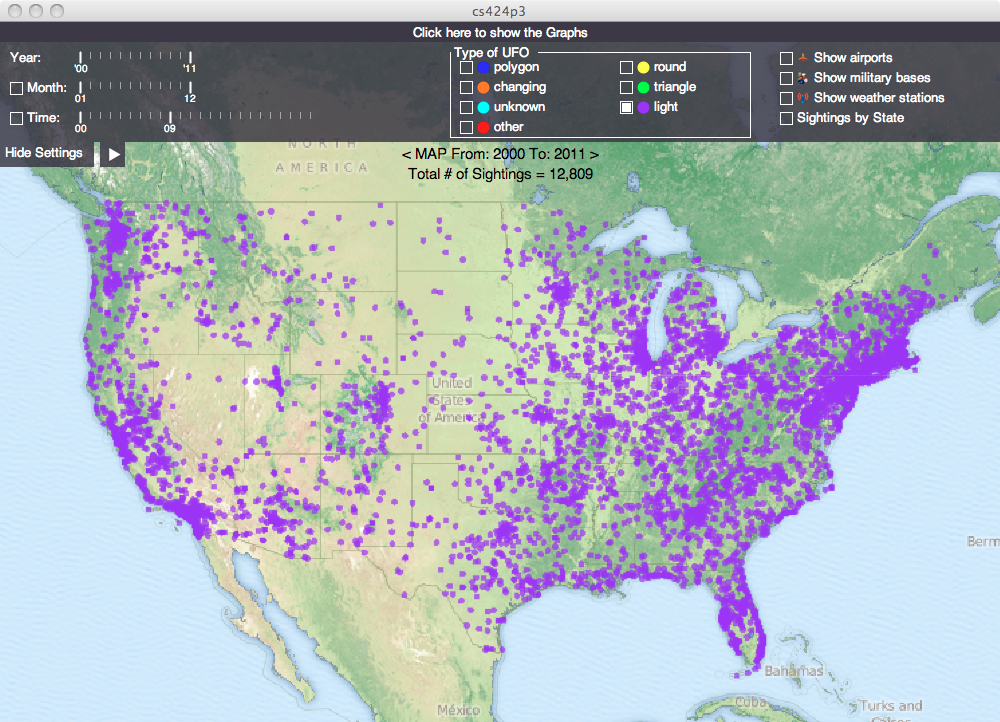 cs424p3
Click here to show the Graphs
Year:
'00
'11
Month:
01
12
Time:
00
09
Type of UFO
polygon
round
changing
triangle
unknown
light
other
Show airports
Show military bases
Show weather stations
Sightings by State
Hide Settings
< MAP From: 2000 To: 2011 >
Total # of Sightings = 12,809
NORTH
AMERICA
United
States
of America
Berm
Bahamas
México
Cuba
Turks and
Caicos